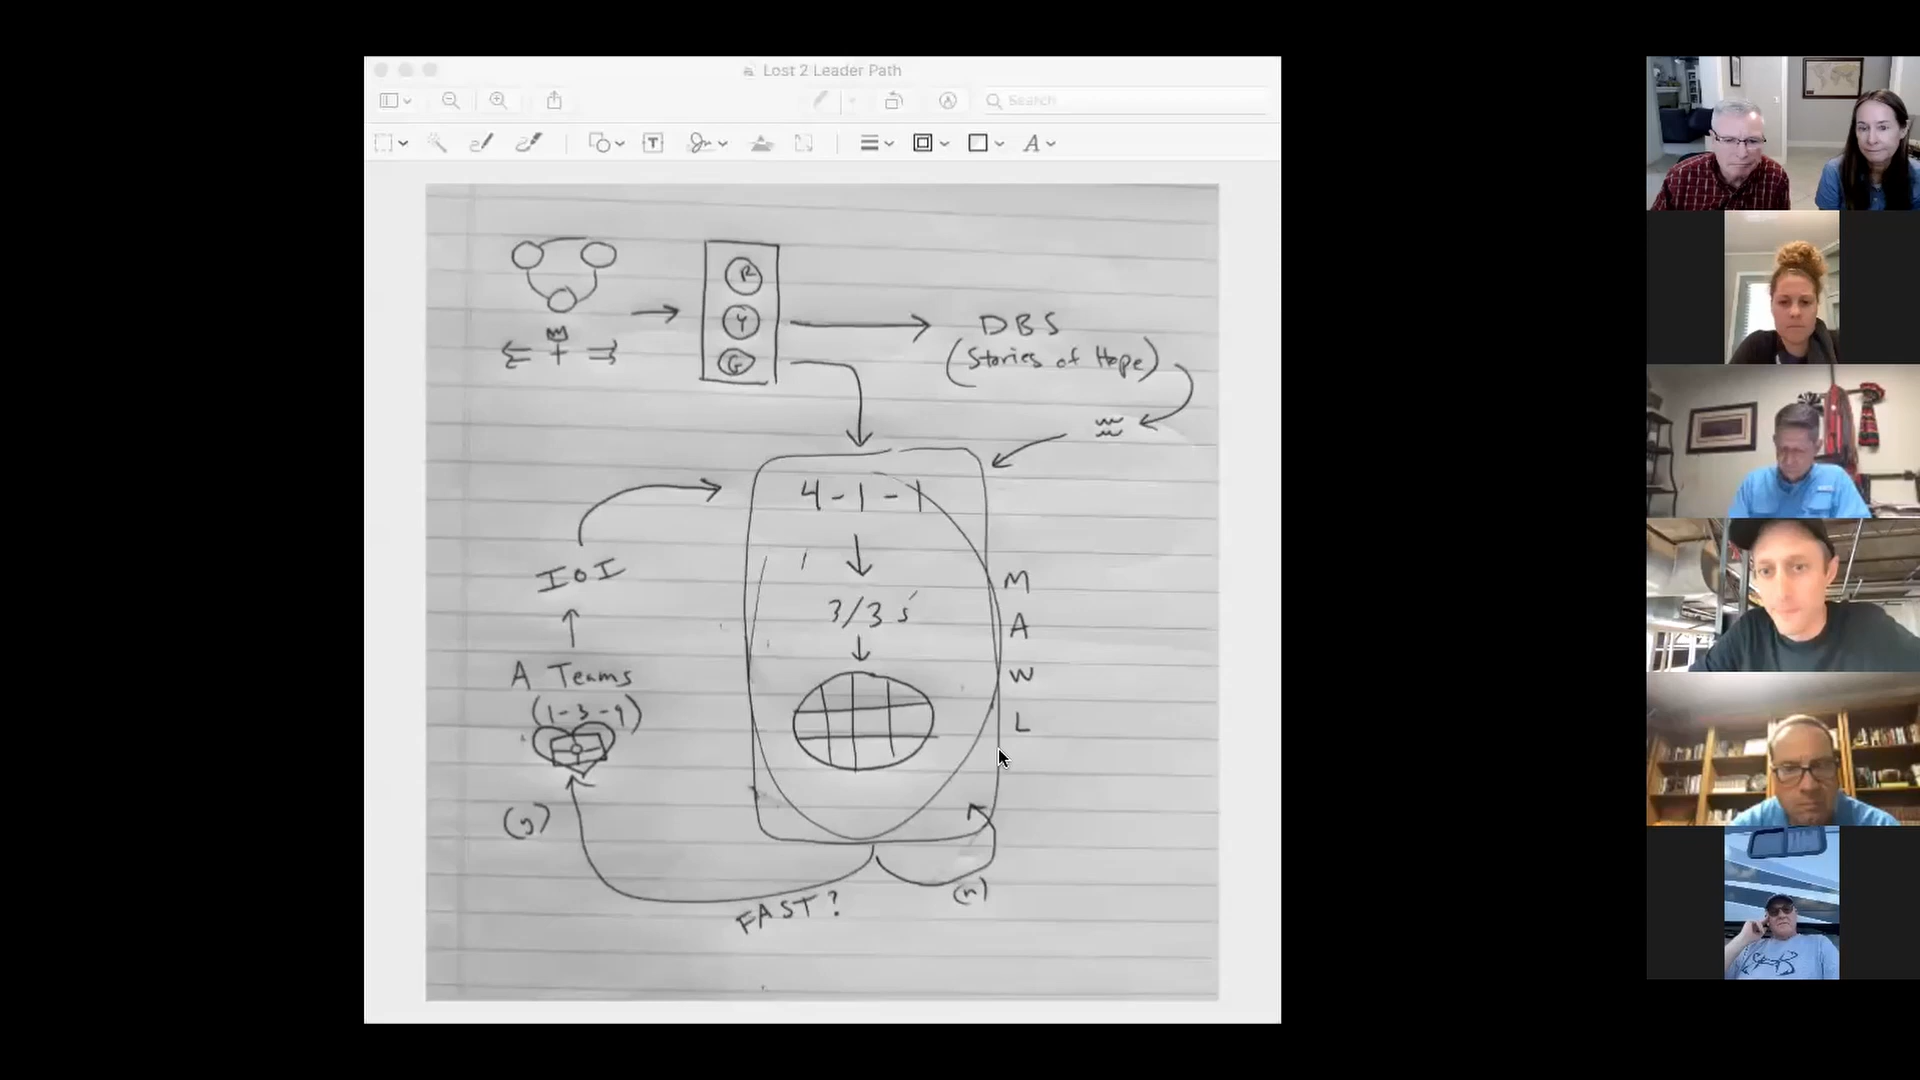 Lost 2 Leader Path
Search
T
A
R
Y
G
DBS
(Stories of Hope)
4-1-1
IOI
3/3s
M
A
W
L
A Teams
(1-3-9)
(y)
(n)
FAST?